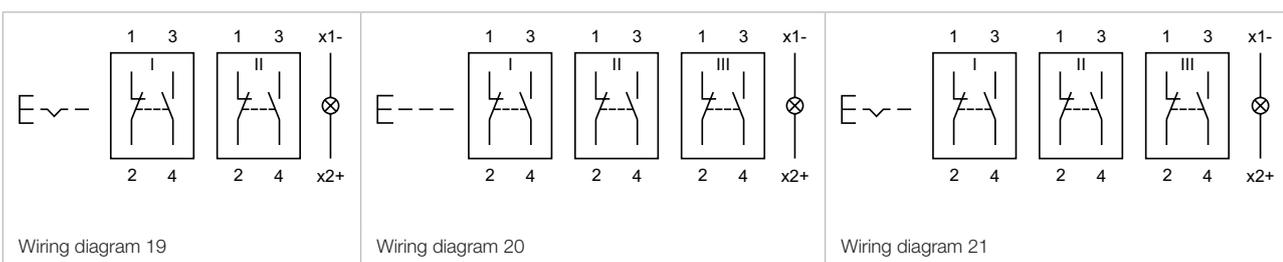 1 3 1 3 x1-
I II
2 4 2 4 x2+
Wiring diagram 19
1 3 1 3 1 3 x1-
I II III
2 4 2 4 2 4 x2+
Wiring diagram 20
1 3 1 3 1 3 x1-
I II III
2 4 2 4 2 4 x2+
Wiring diagram 21